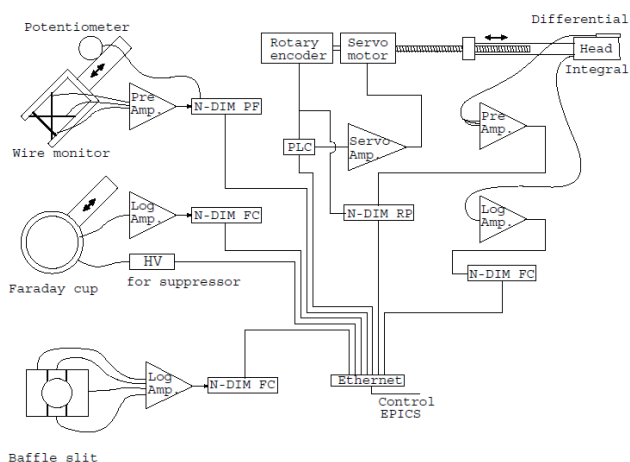 Potentiometer
Differential
Rotary
encoder
Servo
motor
Head
Integral
Pre
Amp.
N-DIM PF
Pre
Amp.
PLC
Servo
Amp.
Wire monitor
Log
Amp.
N-DIM FC
N-DIM RP
Log
Amp.
HV
for suppressor
Faraday cup
N-DIM FC
Log
Amp.
N-DIM FC
Ethernet
Control
EPICS
Baffle slit